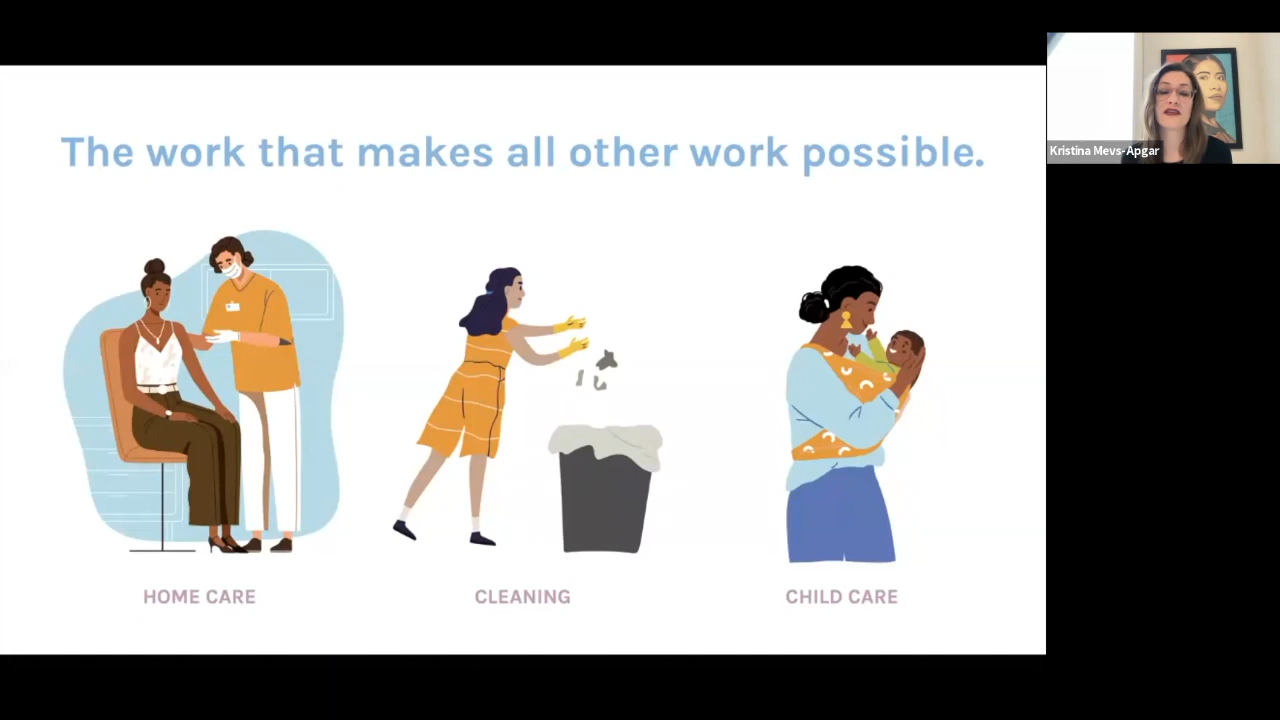 The work that makes all other work possible.
HOME CARE
CLEANING
CHILD CARE
Kristina Mevs-Apgar